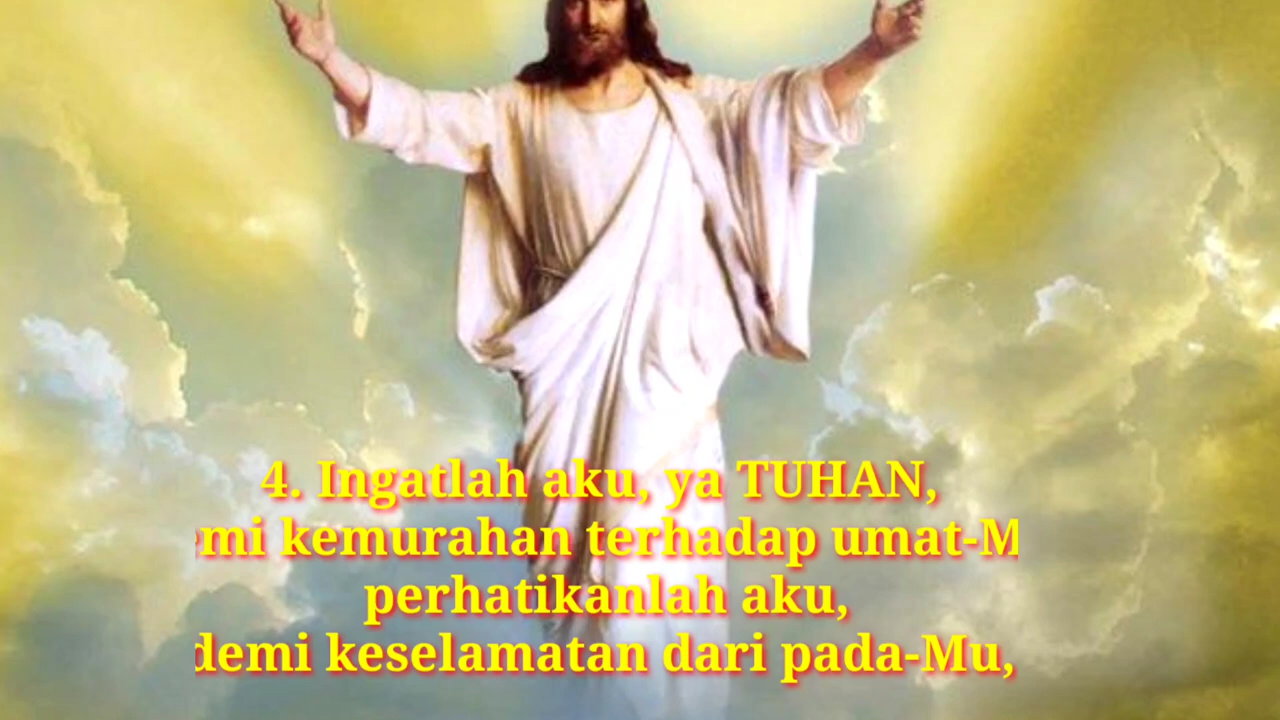 4. Ingatlah aku, ya TUHAN,
emi kemurahan terhadap umat-M
perhatikanlah aku,
demi keselamatan dari pada-Mu,